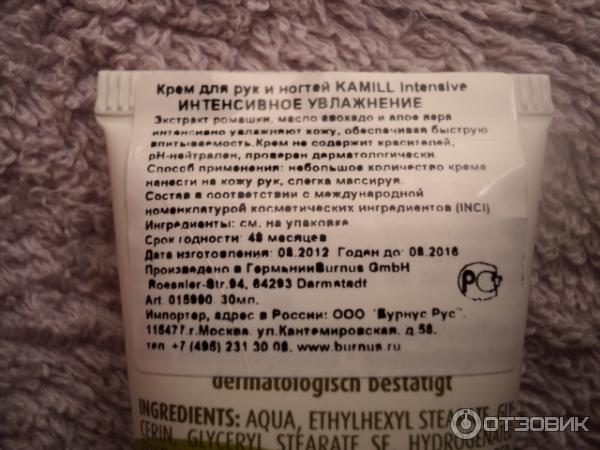 Крем для рук и ногтей KAMILL Intensive
ИНТЕНСИВНОЕ УВЛАЖНЕНИЕ
Экстракт ромашки, масло авокадо и алое вера
интенсивно увлажняют кожу, обеспечивая быструю
впитываемость.Крем не содержит красителей,
pH-нейтрален, проверен дерматологически.
Способ применения: небольшое количество крема
нанести на кожу рук, слегка массируя.
Состав в соответствии с международной
номенклатурой косметических ингредиентов (INCI)
Ингредиенты: см. на упаковке.
Срок годности: 48 месяцев
Дата изготовления: 08.2012 Годен до: 08.2016
Произведено в ГерманииBurnus GmbH
Roessler-Str.94, 64293 Darmstadt
Art. 015990. 30мл.
Импортер, адрес в России: ООО "Бурнус Рус".
115477.г.Москва, ул.Кантемировская, д 58.
тел. +7 (495) 231 30 08, www.burnus.ru
РСТ
dermatologisch bestätigt
INGREDIENTS: AQUA, ETHYLHEXYL STEARATE, GLY-
CERIN, GLYCERYL STEARATE SE, HYDROGENATED
ОТЗОВИК